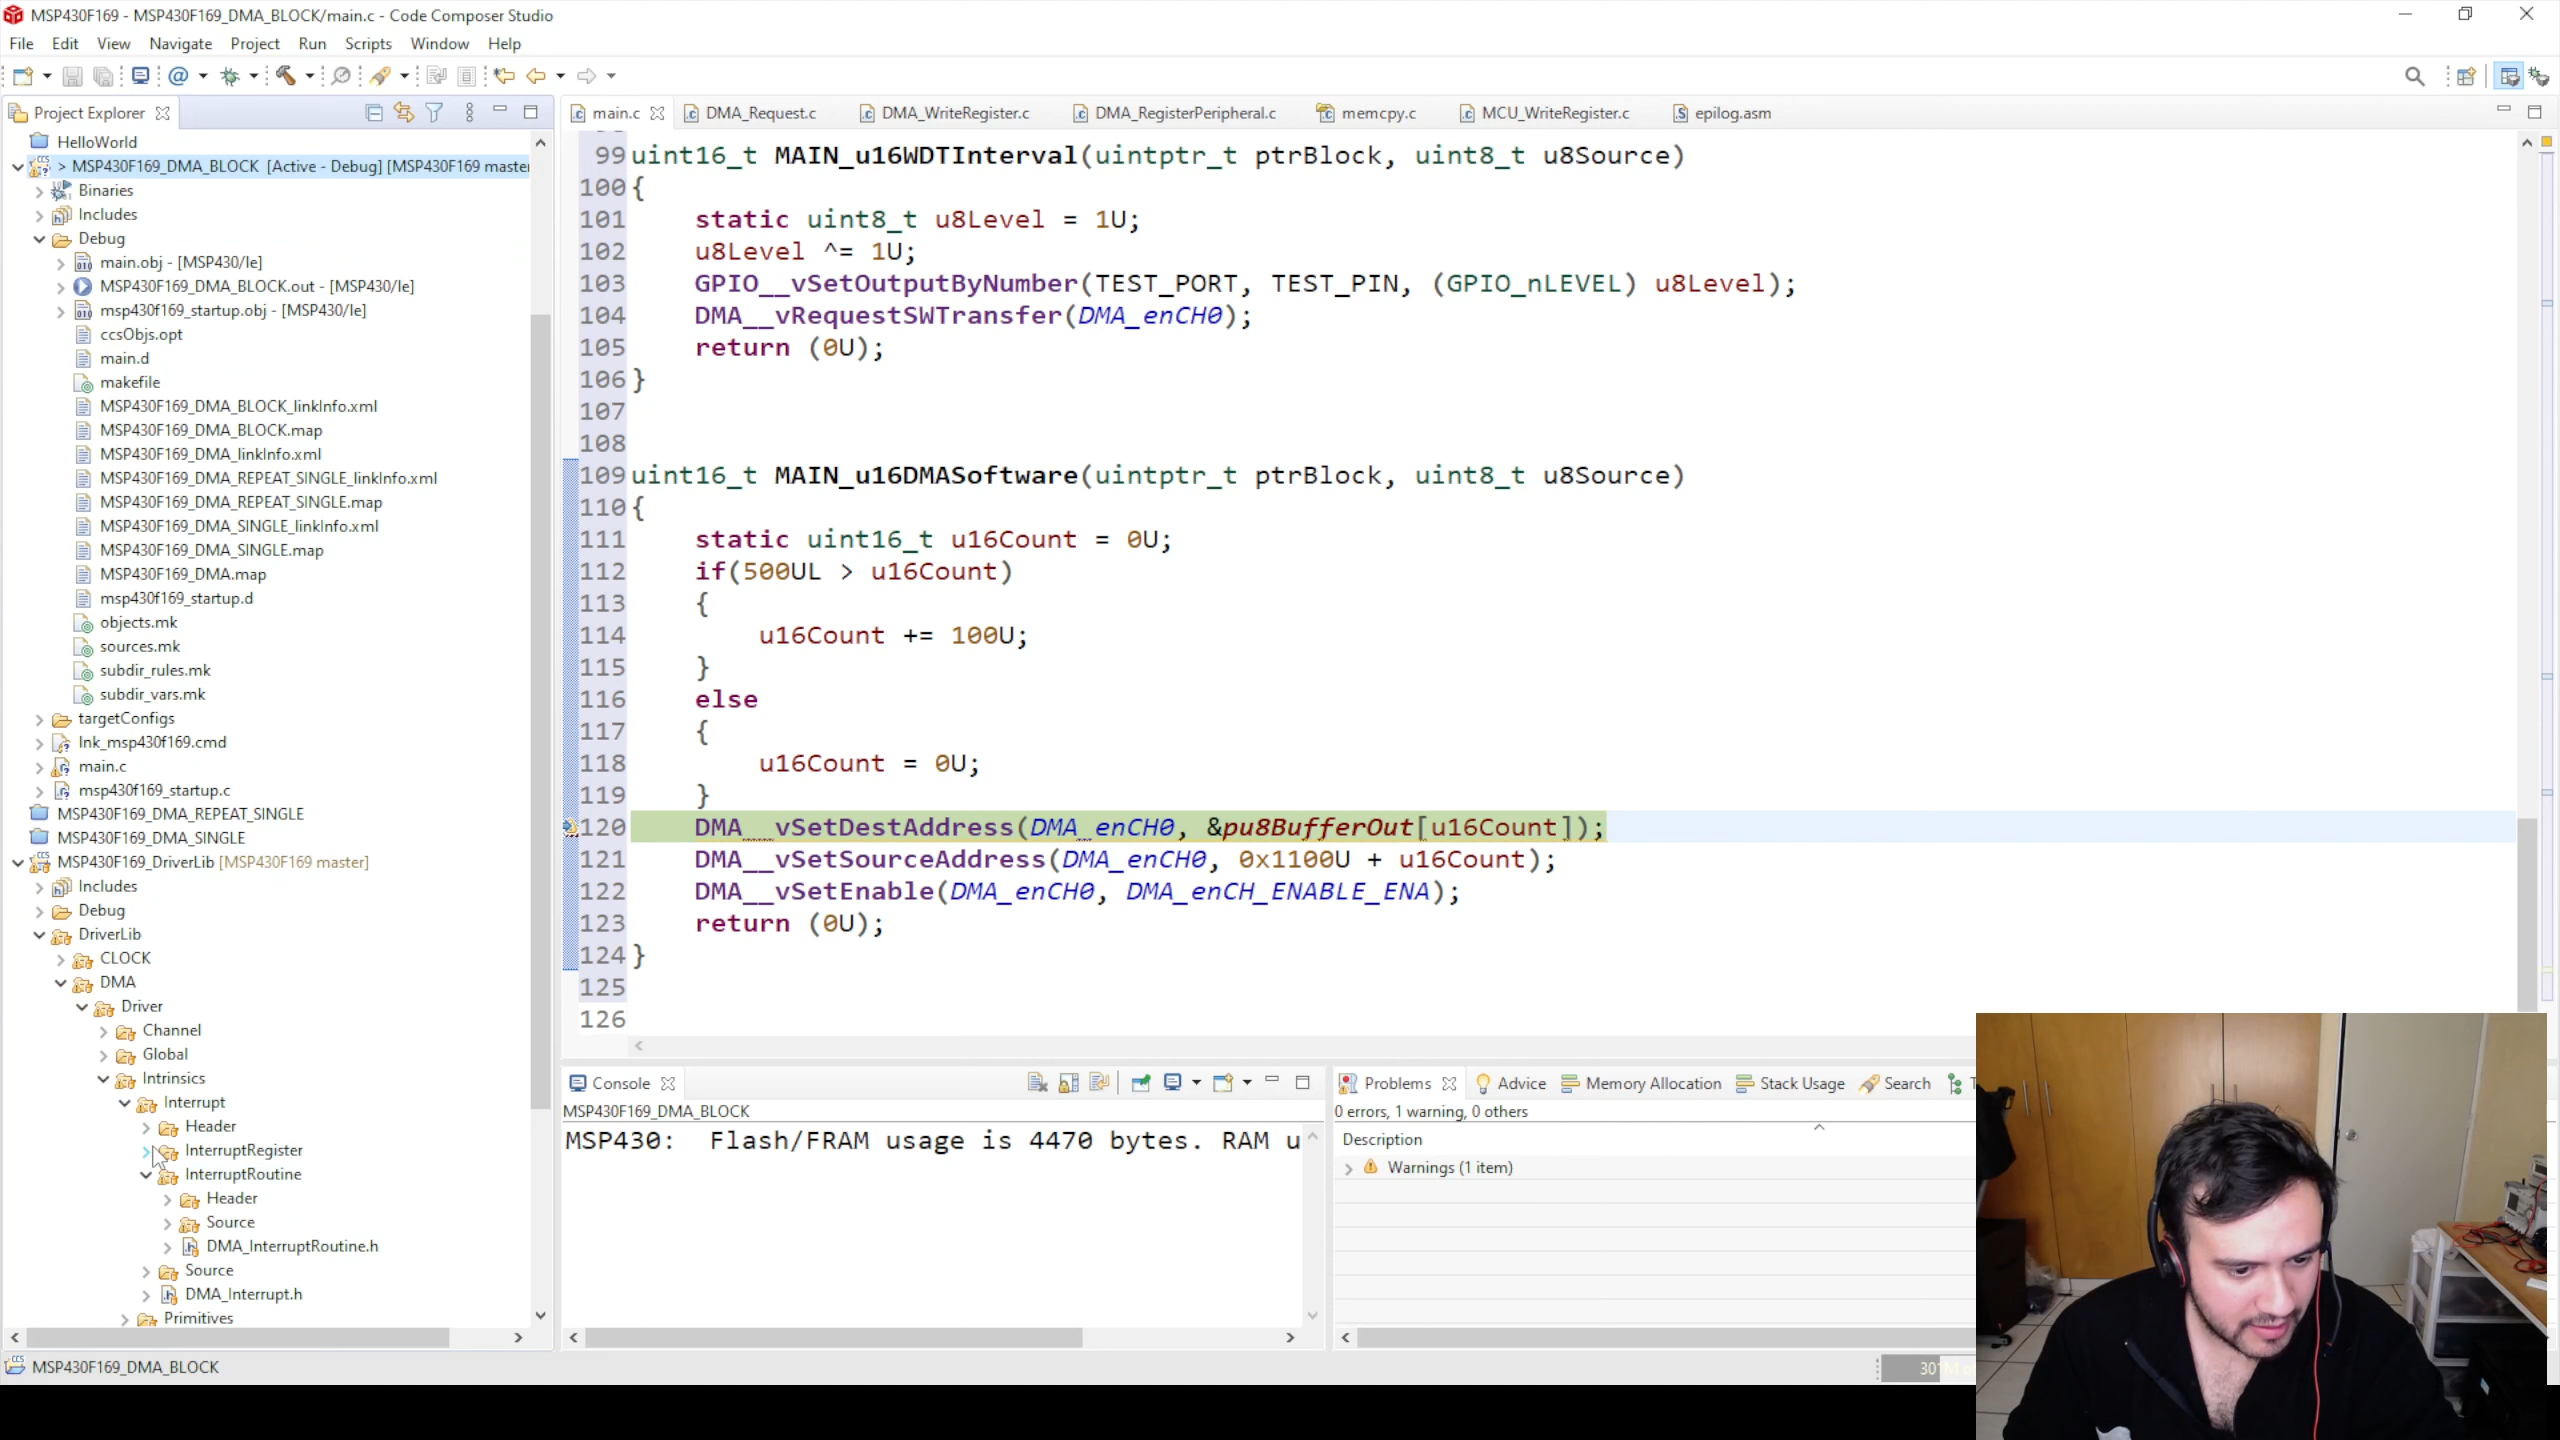 MSP430F169 - MSP430F169_DMA_BLOCK/main.c - Code Composer Studio
File Edit View Navigate Project Run Scripts Window Help
Project Explorer
HelloWorld
> MSP430F169_DMA_BLOCK [Active - Debug] [MSP430F169 master
Binaries
Includes
Debug
main.obj - [MSP430/le]
MSP430F169_DMA_BLOCK.out - [MSP430/le]
msp430f169_startup.obj - [MSP430/le]
ccsObjs.opt
main.d
makefile
MSP430F169_DMA_BLOCK_linkInfo.xml
MSP430F169_DMA_BLOCK.map
MSP430F169_DMA_linkInfo.xml
MSP430F169_DMA_REPEAT_SINGLE_linkInfo.xml
MSP430F169_DMA_REPEAT_SINGLE.map
MSP430F169_DMA_SINGLE_linkInfo.xml
MSP430F169_DMA_SINGLE.map
MSP430F169_DMA.map
msp430f169_startup.d
objects.mk
sources.mk
subdir_rules.mk
subdir_vars.mk
targetConfigs
lnk_msp430f169.cmd
main.c
msp430f169_startup.c
MSP430F169_DMA_REPEAT_SINGLE
MSP430F169_DMA_SINGLE
MSP430F169_DriverLib [MSP430F169 master]
Includes
Debug
DriverLib
CLOCK
DMA
Driver
Channel
Global
Intrinsics
Interrupt
Header
InterruptRegister
InterruptRoutine
Header
Source
DMA_InterruptRoutine.h
Source
DMA_Interrupt.h
Primitives
main.c DMA_Request.c DMA_WriteRegister.c DMA_RegisterPeripheral.c memcpy.c MCU_WriteRegister.c epilog.asm
99 uint16_t MAIN_u16WDTInterval(uintptr_t ptrBlock, uint8_t u8Source)
100 {
101 static uint8_t u8Level = 1U;
102 u8Level ^= 1U;
103 GPIO__vSetOutputByNumber(TEST_PORT, TEST_PIN, (GPIO_nLEVEL) u8Level);
104 DMA__vRequestSWTransfer(DMA_enCH0);
105 return (0U);
106 }
107
108
109 uint16_t MAIN_u16DMASoftware(uintptr_t ptrBlock, uint8_t u8Source)
110 {
111 static uint16_t u16Count = 0U;
112 if(500UL > u16Count)
113 {
114 u16Count += 100U;
115 }
116 else
117 {
118 u16Count = 0U;
119 }
120 DMA__vSetDestAddress(DMA_enCH0, &pu8BufferOut[u16Count]);
121 DMA__vSetSourceAddress(DMA_enCH0, 0x1100U + u16Count);
122 DMA__vSetEnable(DMA_enCH0, DMA_enCH_ENABLE_ENA);
123 return (0U);
124 }
125
126
Console
MSP430F169_DMA_BLOCK
MSP430: Flash/FRAM usage is 4470 bytes. RAM u
Problems Advice Memory Allocation Stack Usage Search
0 errors, 1 warning, 0 others
Description
Warnings (1 item)
MSP430F169_DMA_BLOCK